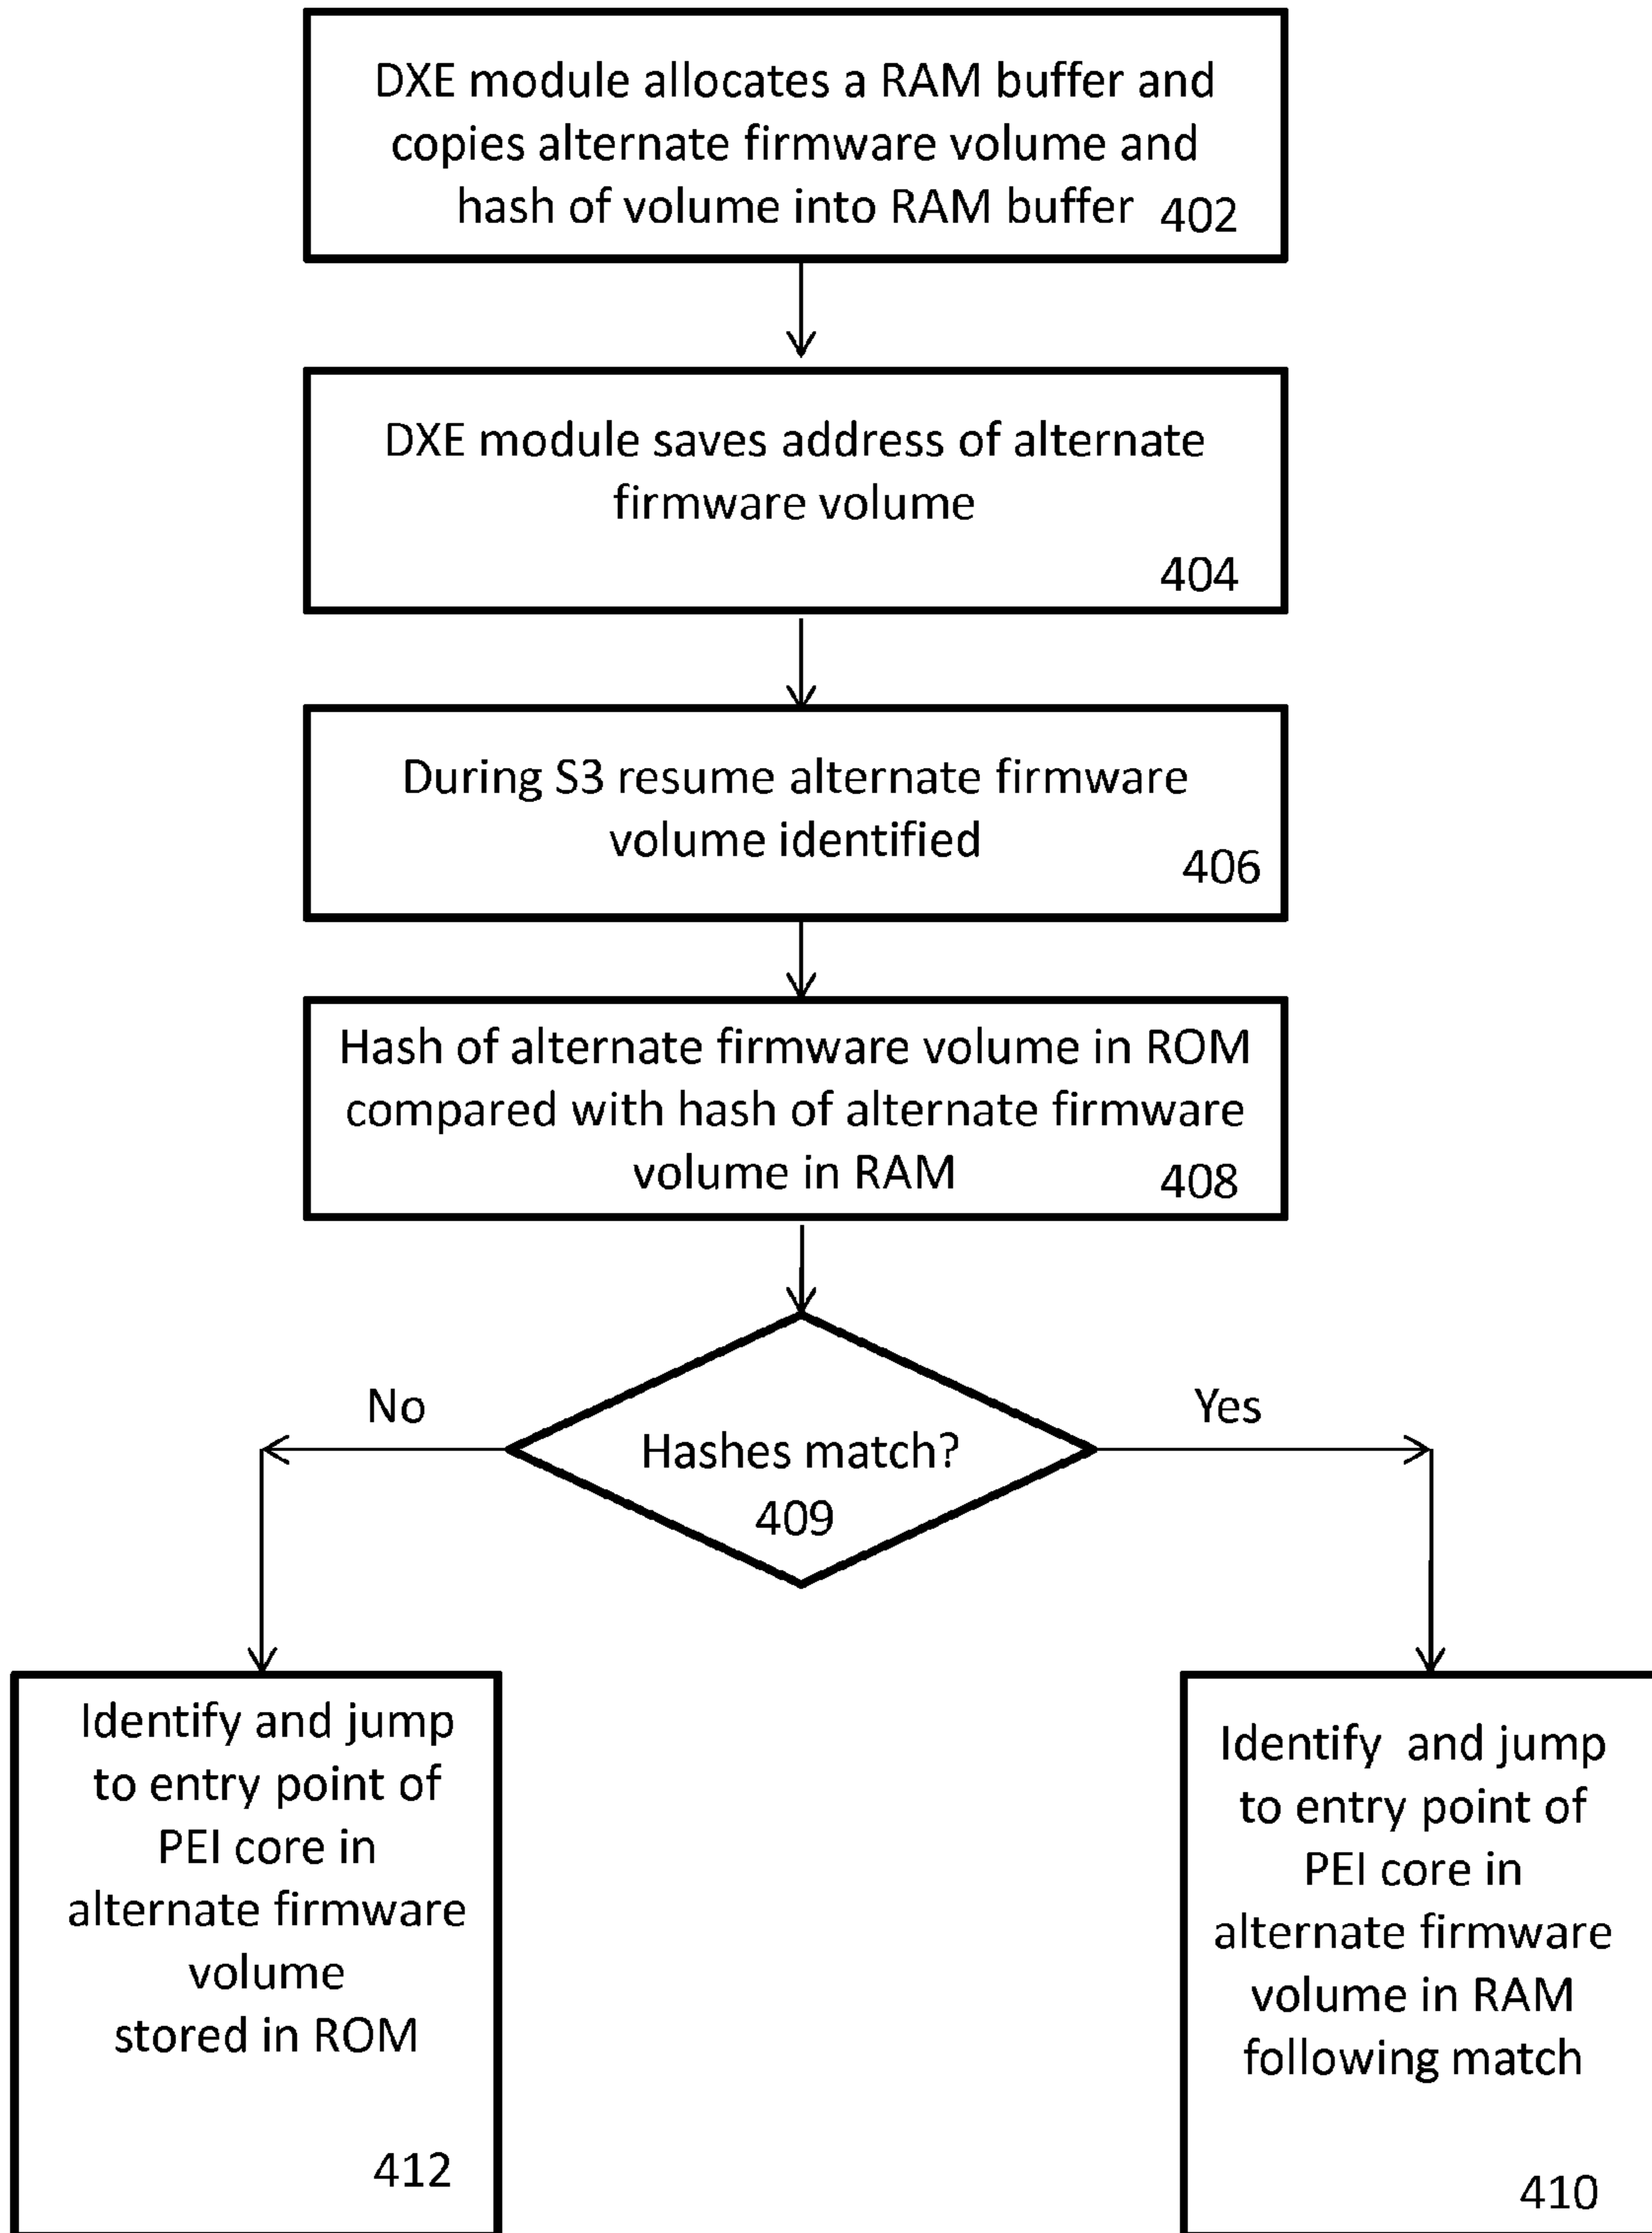 DXE module allocates a RAM buffer and
copies alternate firmware volume and
hash of volume into RAM buffer 402
DXE module saves address of alternate
firmware volume
404
During S3 resume alternate firmware
volume identified
406
Hash of alternate firmware volume in ROM
compared with hash of alternate firmware
volume in RAM 408
No
Yes
Hashes match?
409
Identify and jump
to entry point of
PEI core in
alternate firmware
volume
stored in ROM
412
Identify and jump
to entry point of
PEI core in
alternate firmware
volume in RAM
following match
410